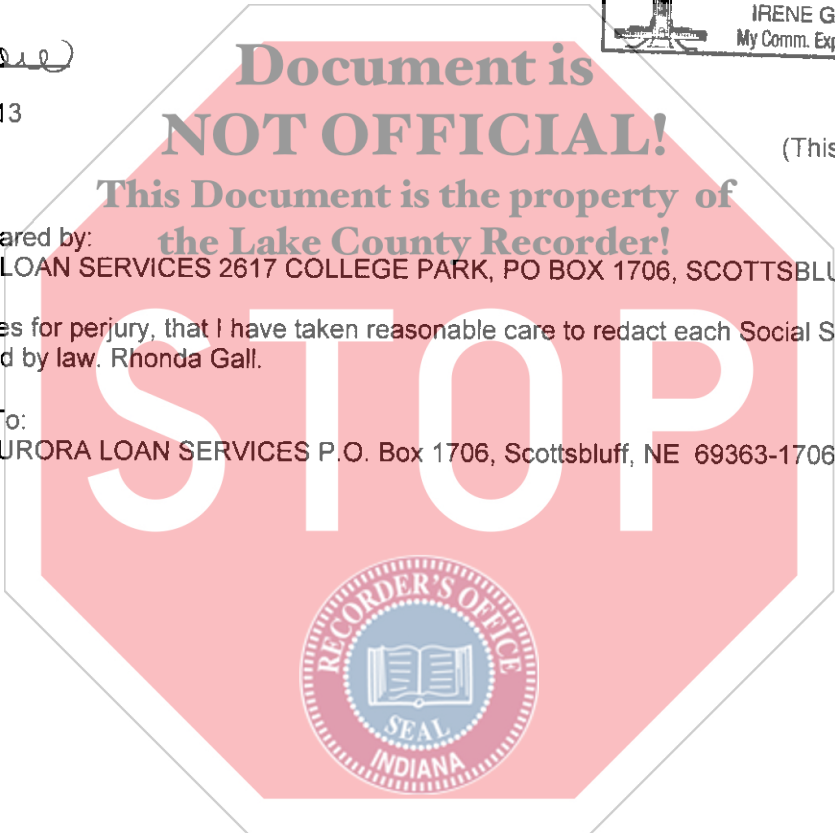 IRENE G
My Comm. Exp
Document is
13
NOT OFFICIAL!
(This
This Document is the property of
ared by:
the Lake County Recorder!
LOAN SERVICES 2617 COLLEGE PARK, PO BOX 1706, SCOTTSBLU
es for perjury, that I have taken reasonable care to redact each Social S
d by law. Rhonda Gall.
STOP
To:
URORA LOAN SERVICES P.O. Box 1706, Scottsbluff, NE 69363-1706
RECORDER'S OFFICE
SEAL
INDIANA